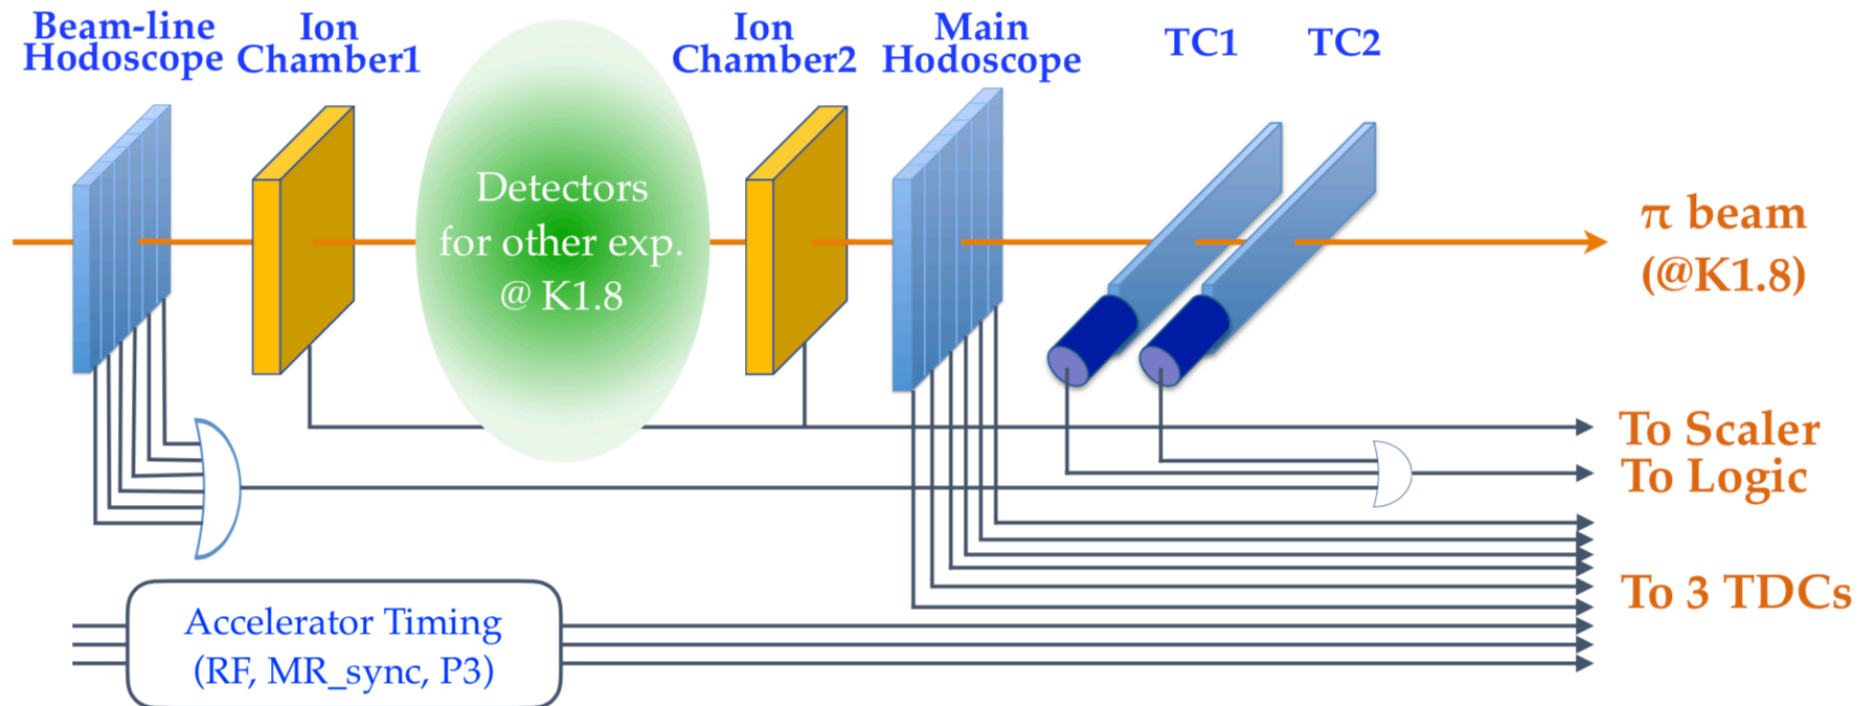 Beam-line
Hodoscope
Ion
Chamber1
Ion
Chamber2
Main
Hodoscope
TC1
TC2
Detectors
for other exp.
@ K1.8
π beam
(@K1.8)
To Scaler
To Logic
To 3 TDCs
Accelerator Timing
(RF, MR_sync, P3)